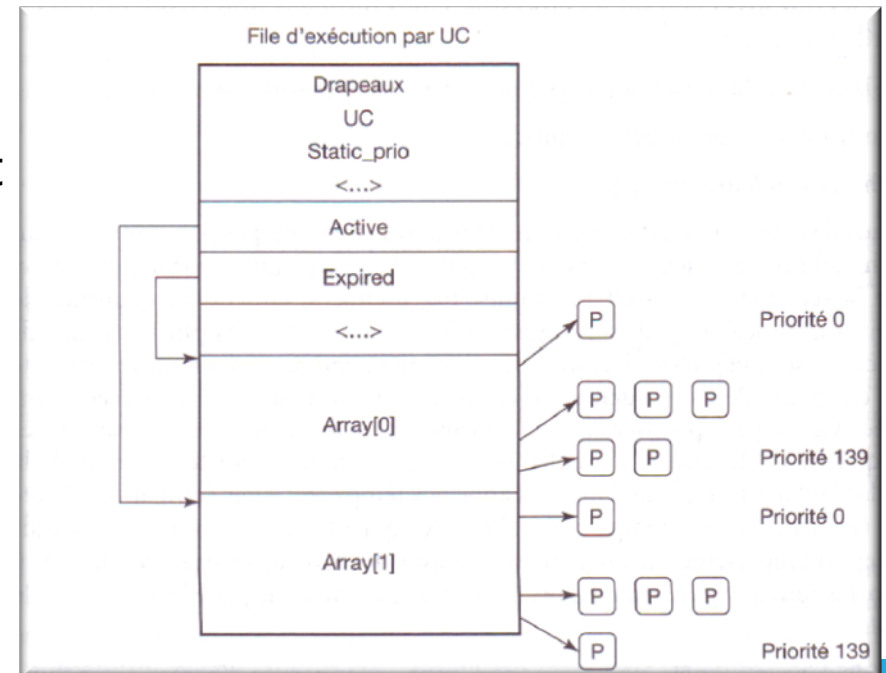 File d'exécution par UC
Drapeaux
UC
Static_prio
<...>
Active
Expired
<...>
P Priorité 0
P P P
Array[0]
P P Priorité 139
P Priorité 0
Array[1]
P P P
P Priorité 139
t